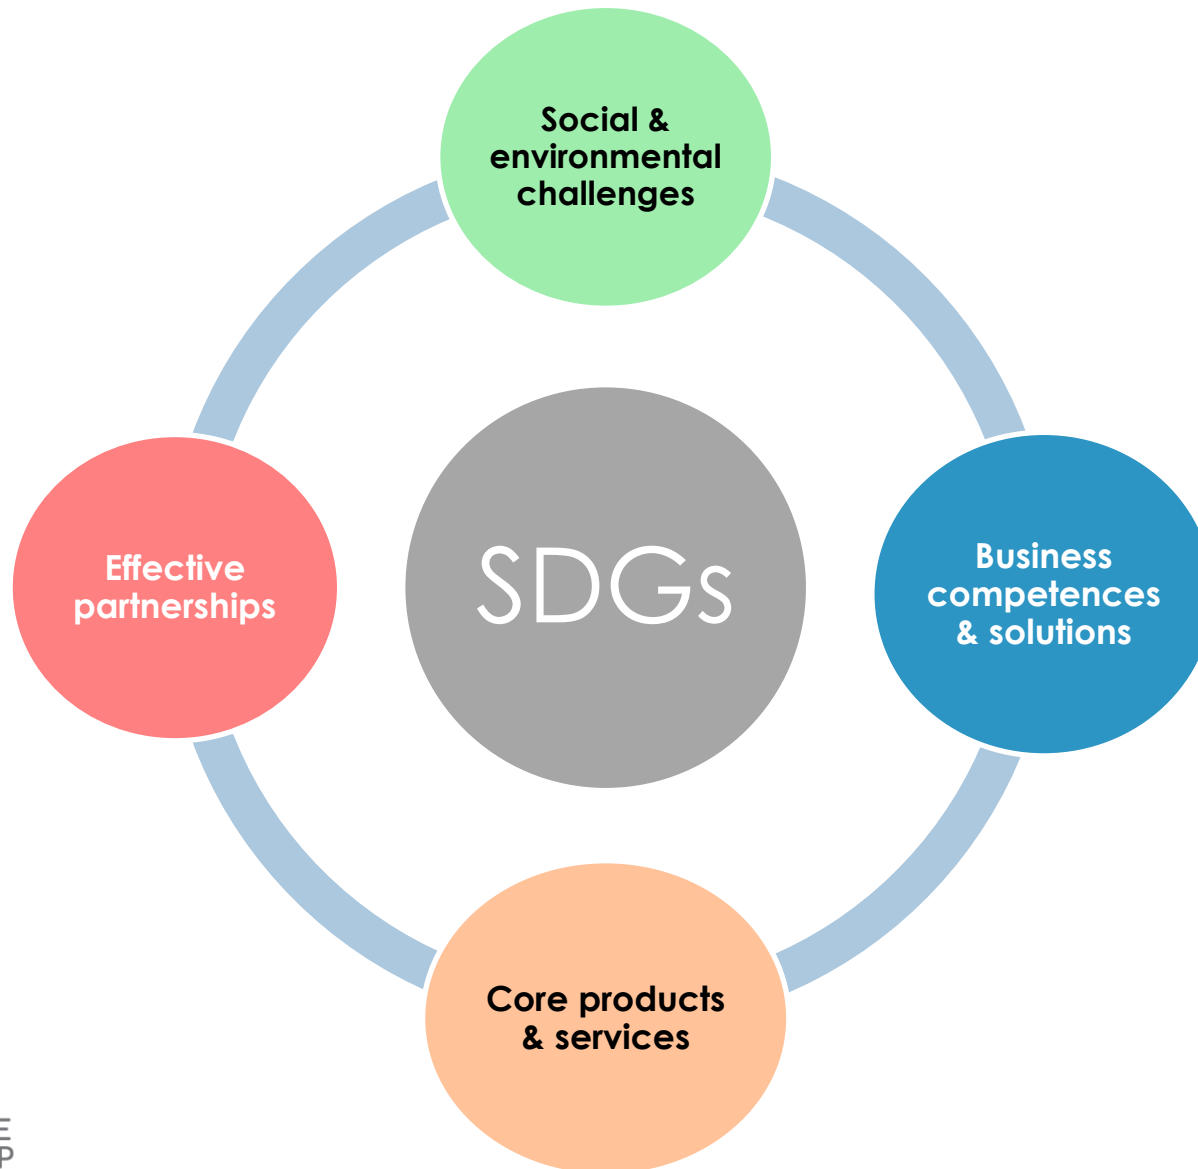 Social &
environmental
challenges
Effective
partnerships
SDGs
Business
competences
& solutions
Core products
& services